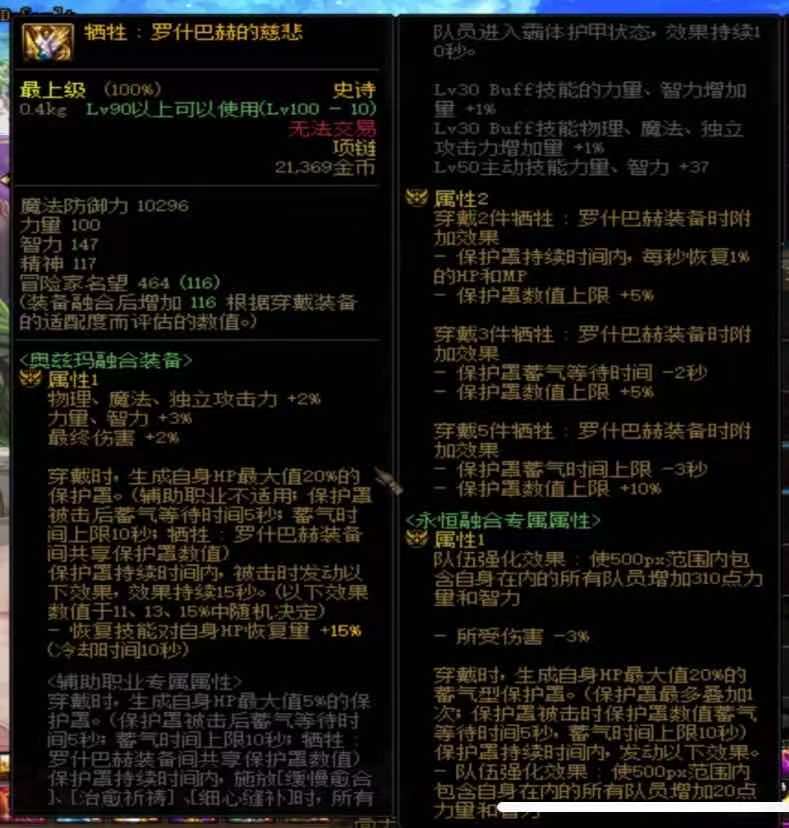 牺牲：罗什巴赫的慈悲
最上级 （100%） 史诗
0.4kg Lv90以上可以使用(Lv100 - 10)
无法交易
项链
21,369金币
魔法防御力 10296
力量 100
智力 147
精神 117
冒险家名望 464 (116)
(装备融合后增加 116 根据穿戴装备
的适配度而评估的数值。)
<奥兹玛融合装备>
属性1
物理、魔法、独立攻击力 +2%
力量、智力 +3%
最终伤害 +2%
穿戴时，生成自身HP最大值20%的
保护罩。(辅助职业不适用；保护罩
被击后蓄气等待时间5秒；蓄气时
间上限10秒；牺牲：罗什巴赫装备
间共享保护罩数值)
保护罩持续时间内，被击时发动以
下效果，效果持续15秒。(以下效果
数值于11、13、15%中随机决定)
- 恢复技能对自身HP恢复量 +15%
(冷却时间10秒)
<辅助职业专属属性>
穿戴时，生成自身HP最大值5%的保
护罩。(保护罩被击后蓄气等待时
间5秒；蓄气时间上限10秒；牺牲：
罗什巴赫装备间共享保护罩数值)
保护罩持续时间内，施放[缓慢愈合
]、[治愈祈祷]、[细心缝补]时，所有
队员进入霸体护甲状态，效果持续1
0秒。
Lv30 Buff技能的力量、智力增加
量 +1%
Lv30 Buff技能物理、魔法、独立
攻击力增加量 +1%
Lv50主动技能力量、智力 +37
属性2
穿戴2件牺牲：罗什巴赫装备时附
加效果
- 保护罩持续时间内，每秒恢复1%
的HP和MP
- 保护罩数值上限 +5%
穿戴3件牺牲：罗什巴赫装备时附
加效果
- 保护罩蓄气等待时间 -2秒
- 保护罩数值上限 +5%
穿戴5件牺牲：罗什巴赫装备时附
加效果
- 保护罩蓄气时间上限 -3秒
- 保护罩数值上限 +10%
<永恒融合专属属性>
属性1
队伍强化效果：使500px范围内包
含自身在内的所有队员增加310点力
量和智力
- 所受伤害 -3%
穿戴时，生成自身HP最大值20%的
蓄气型保护罩。(保护罩最多叠加1
次；保护罩被击时保护罩数值蓄气
等待时间5秒，蓄气时间上限10秒)
保护罩持续时间内，发动以下效果。
- 队伍强化效果：使500px范围内
包含自身在内的所有队员增加20点
力量和智力